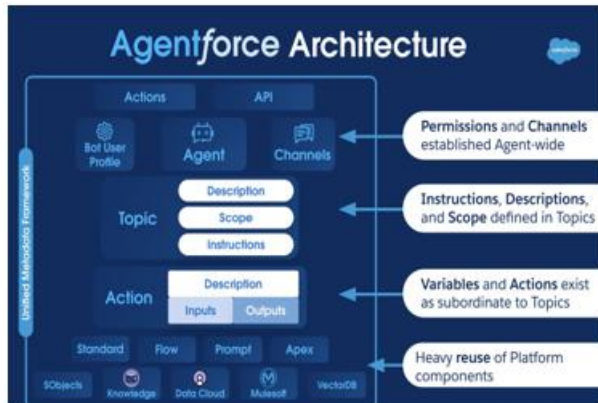 Agentforce Architecture
salesforce
Actions
API
Bot User
Profile
Agent
Channels
Permissions and Channels
established Agent-wide
Unified Metadata Framework
Topic
Description
Scope
Instructions
Instructions, Descriptions,
and Scope defined in Topics
Action
Description
Inputs
Outputs
Variables and Actions exist
as subordinate to Topics
Standard
Flow
Prompt
Apex
Heavy reuse of Platform
components
SObjects
Knowledge
Data Cloud
Mulesoft
VectorDB